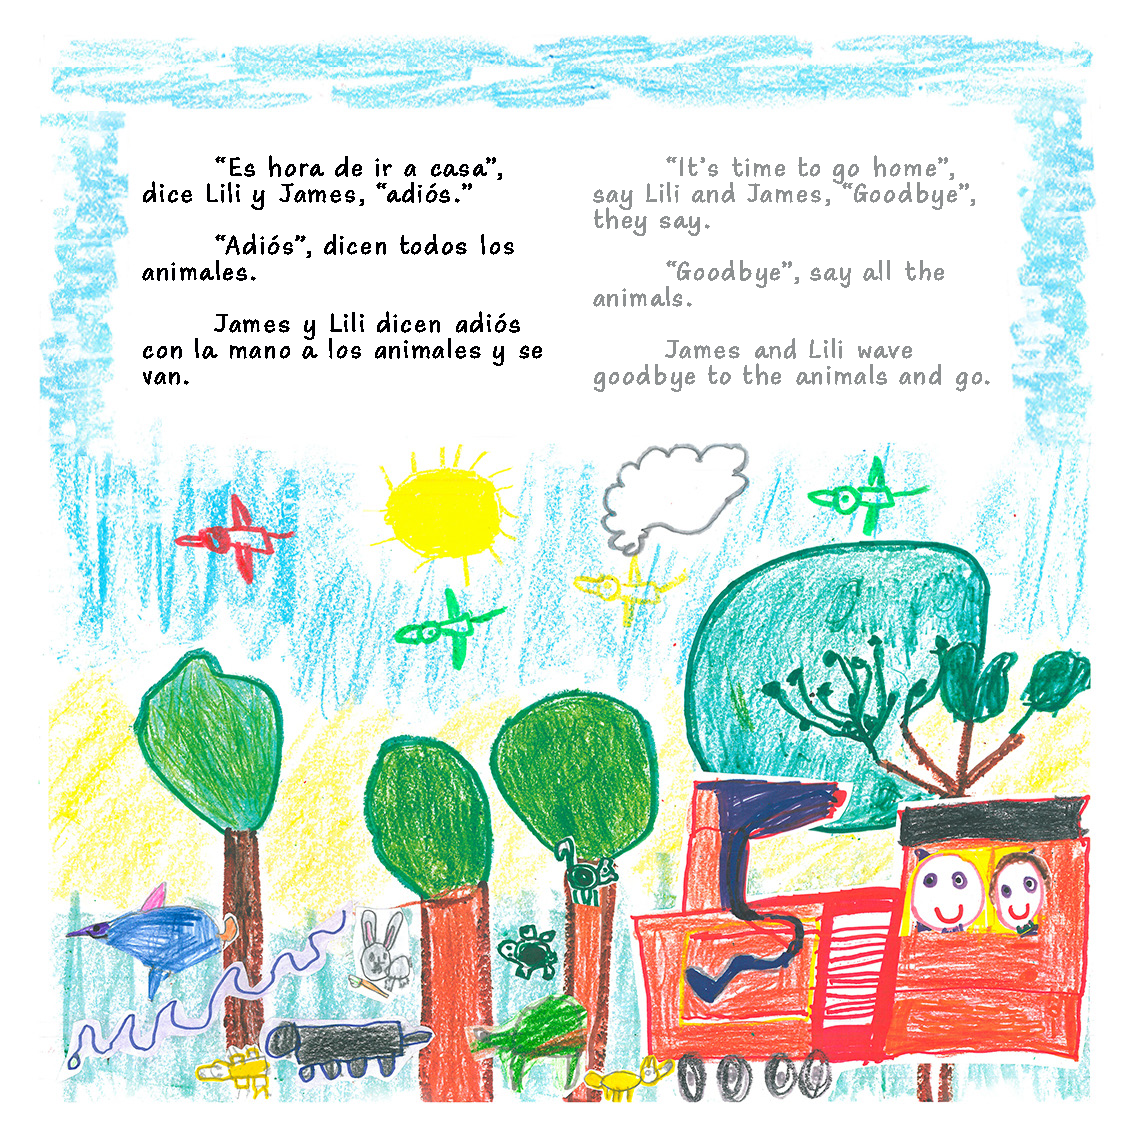 “Es hora de ir a casa”,
dice Lili y James, “adiós.”
“Adiós”, dicen todos los
animales.
James y Lili dicen adiós
con la mano a los animales y se
van.
“It’s time to go home”,
say Lili and James, “Goodbye”,
they say.
“Goodbye”, say all the
animals.
James and Lili wave
goodbye to the animals and go.